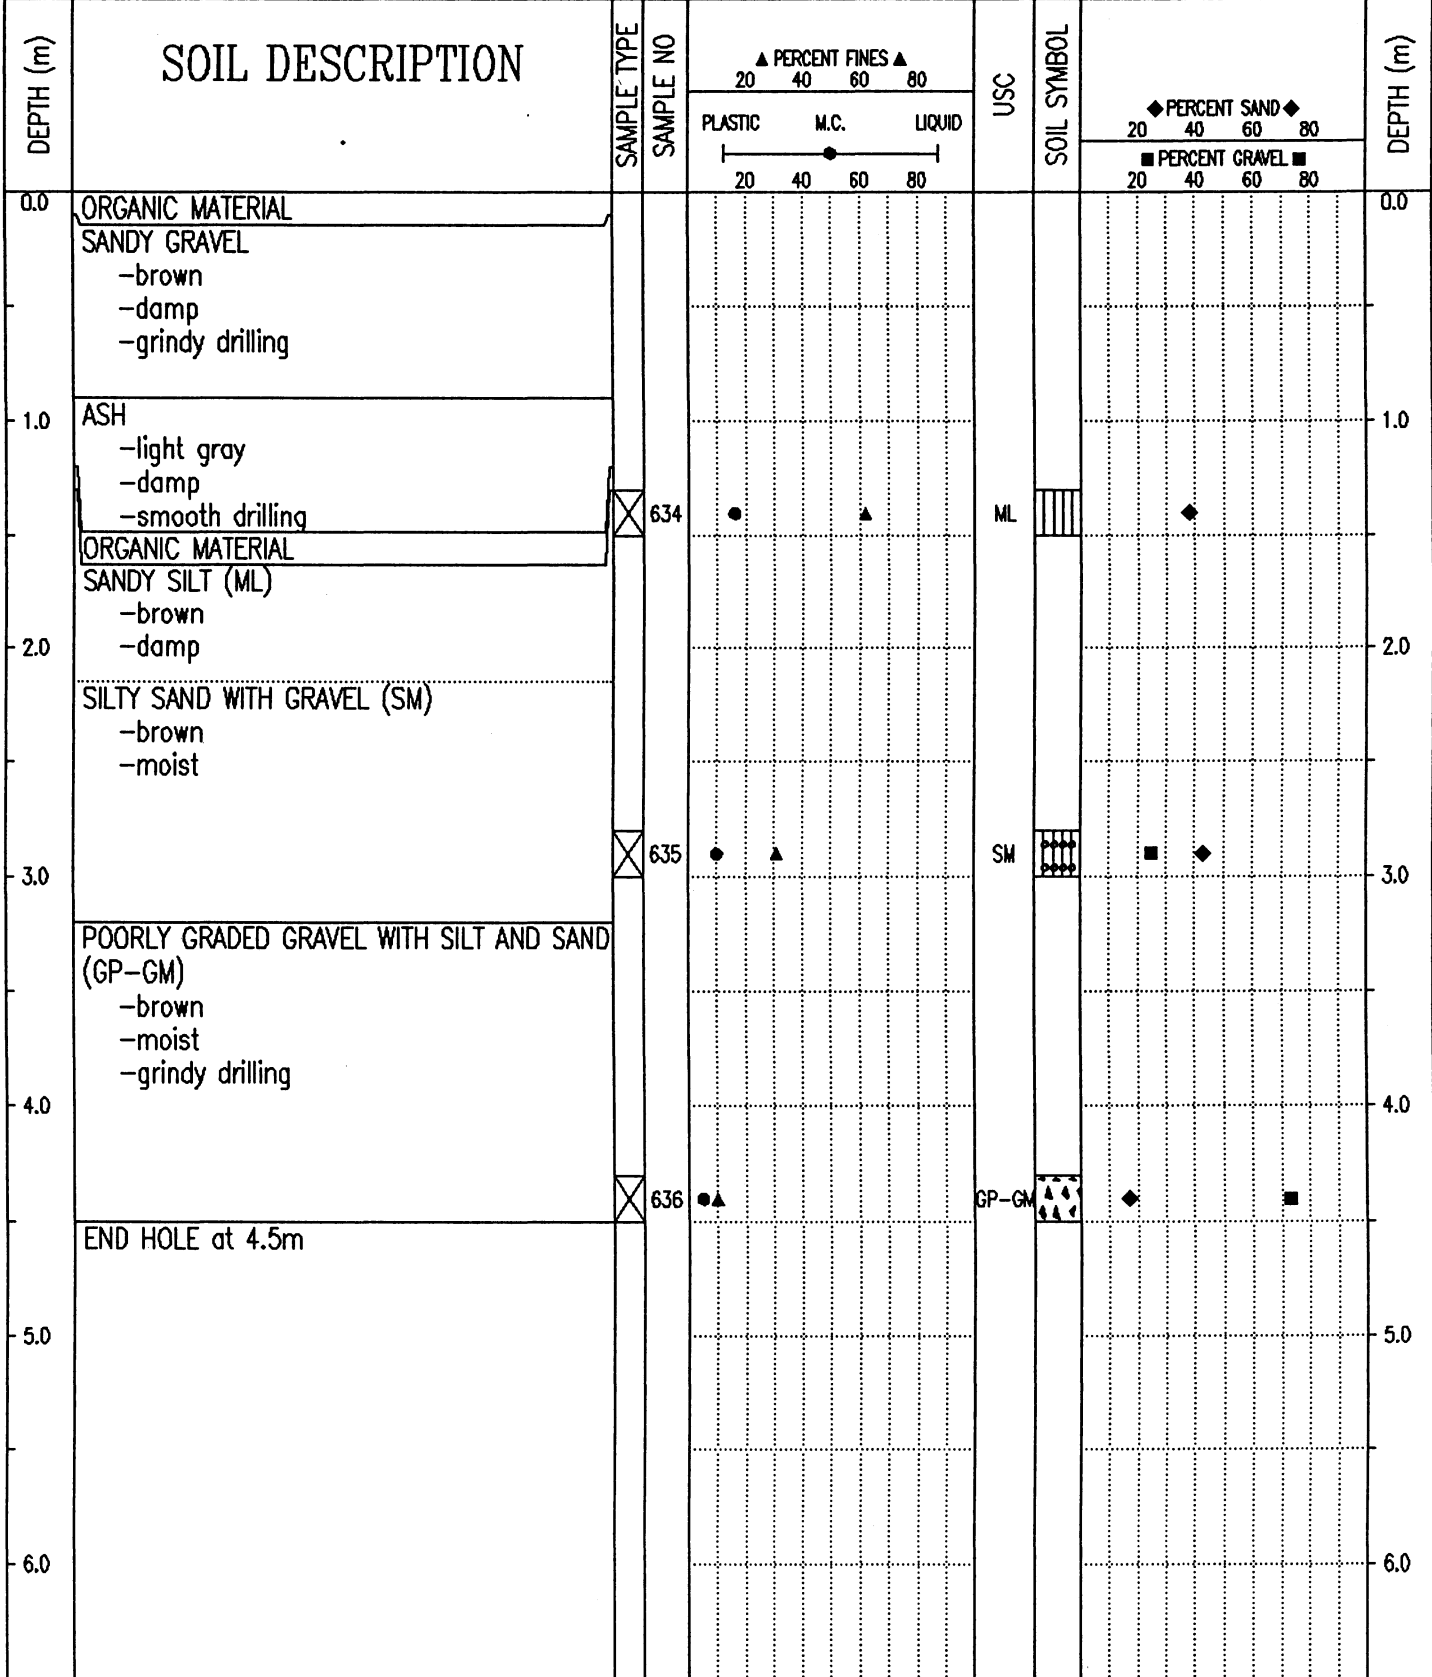 DEPTH (m)
SOIL DESCRIPTION
SAMPLE TYPE
SAMPLE NO
▲ PERCENT FINES ▲
20 40 60 80
PLASTIC M.C. LIQUID
20 40 60 80
USC
SOIL SYMBOL
◆ PERCENT SAND ◆
20 40 60 80
■ PERCENT GRAVEL ■
20 40 60 80
DEPTH (m)
0.0 0.0
ORGANIC MATERIAL
SANDY GRAVEL
-brown
-damp
-grindy drilling
ASH
1.0 1.0
-light gray
-damp
-smooth drilling
634 ML
ORGANIC MATERIAL
SANDY SILT (ML)
-brown
-damp
2.0 2.0
SILTY SAND WITH GRAVEL (SM)
-brown
-moist
635 SM
3.0 3.0
POORLY GRADED GRAVEL WITH SILT AND SAND
(GP-GM)
-brown
-moist
-grindy drilling
4.0 4.0
636 GP-GM
END HOLE at 4.5m
5.0 5.0
6.0 6.0